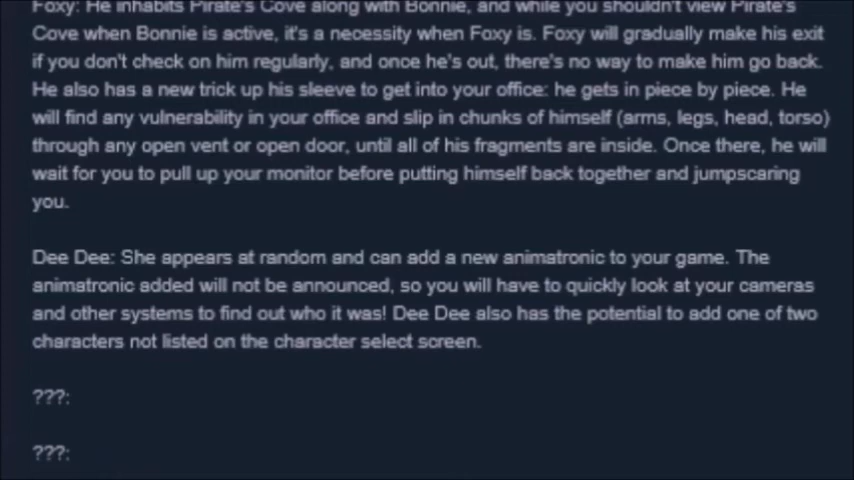 Foxy: He inhabits Pirate's Cove along with Bonnie, and while you shouldn't view Pirate's
Cove when Bonnie is active, it's a necessity when Foxy is. Foxy will gradually make his exit
if you don't check on him regularly, and once he's out, there's no way to make him go back.
He also has a new trick up his sleeve to get into your office: he gets in piece by piece. He
will find any vulnerability in your office and slip in chunks of himself (arms, legs, head, torso)
through any open vent or open door, until all of his fragments are inside. Once there, he will
wait for you to pull up your monitor before putting himself back together and jumpscaring
you.
Dee Dee: She appears at random and can add a new animatronic to your game. The
animatronic added will not be announced, so you will have to quickly look at your cameras
and other systems to find out who it was! Dee Dee also has the potential to add one of two
characters not listed on the character select screen.
???:
???: